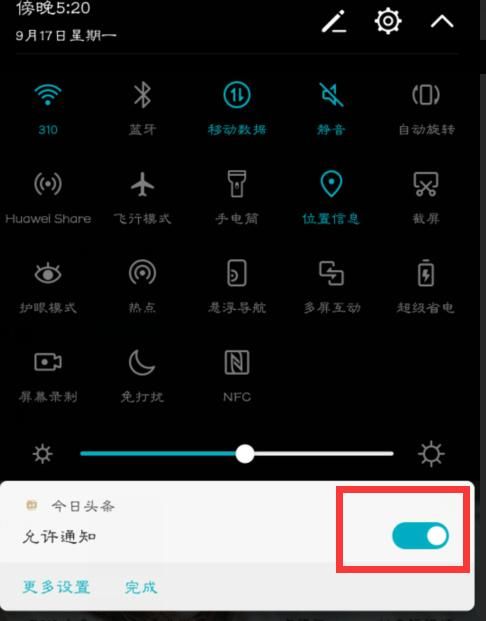 傍晚5:20
9月17日星期一
310 蓝牙 移动数据 静音 自动旋转
Huawei Share 飞行模式 手电筒 位置信息 截屏
护眼模式 热点 悬浮导航 多屏互动 超级省电
屏幕录制 免打扰 NFC
今日头条
允许通知
更多设置 完成